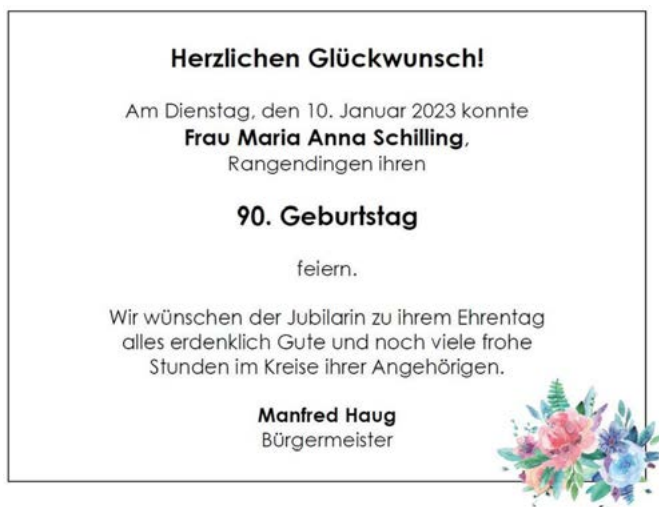 Herzlichen Glückwunsch!
Am Dienstag, den 10. Januar 2023 konnte
Frau Maria Anna Schilling,
Rangendingen ihren
90. Geburtstag
feiern.
Wir wünschen der Jubilarin zu ihrem Ehrentag
alles erdenklich Gute und noch viele frohe
Stunden im Kreise ihrer Angehörigen.
Manfred Haug
Bürgermeister